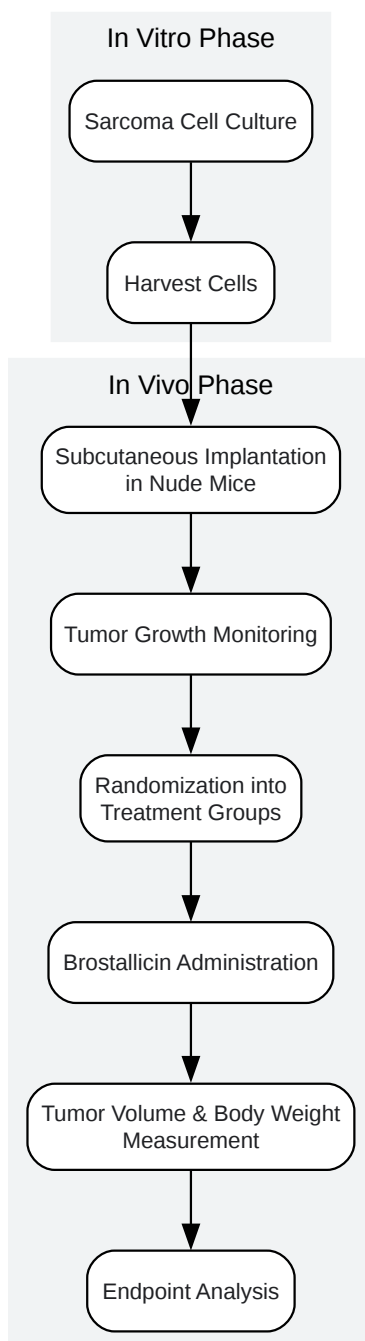 In Vitro Phase
Sarcoma Cell Culture
Harvest Cells
In Vivo Phase
Subcutaneous Implantation
in Nude Mice
Tumor Growth Monitoring
Randomization into
Treatment Groups
Brostallicin Administration
Tumor Volume & Body Weight
Measurement
Endpoint Analysis